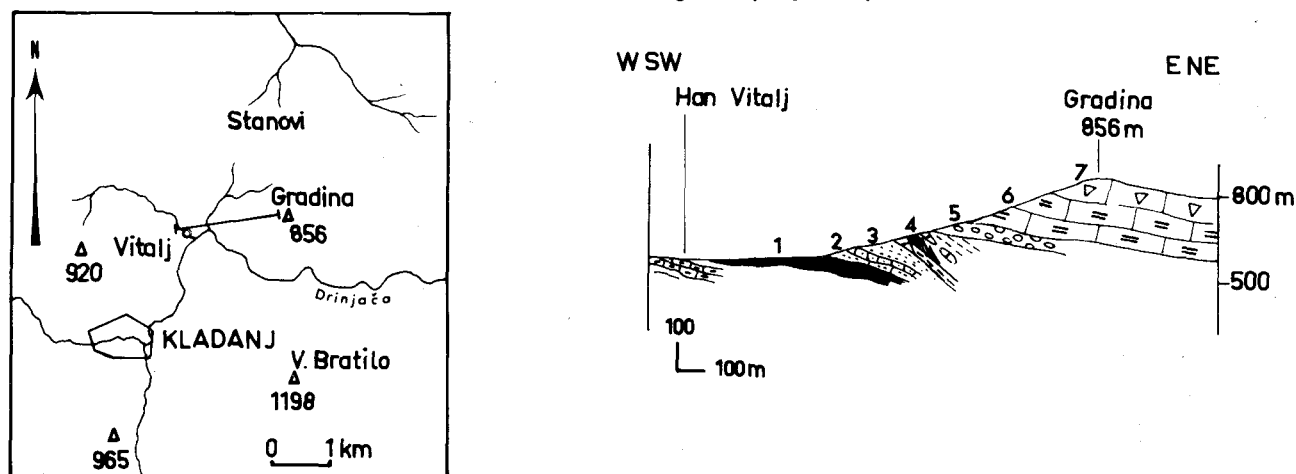 N
Stanovi
Gradina
856
Vitalj
920
Drinjača
KLADANJ
V. Bratilo
1198
965
0 1 km
WSW
ENE
Han Vitalj
Gradina
856 m
7
6
5
4
3
2
1
800 m
500
100
100 m